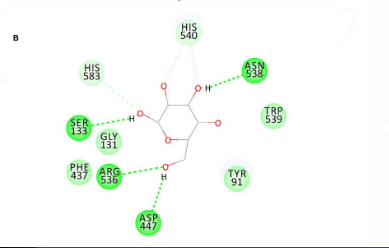 B
HIS
540
HIS
583
ASN
538
O
O
H
O
H
SER
133
TRP
539
GLY
131
O
O
PHE
437
ARG
536
O
H
TYR
91
ASP
447